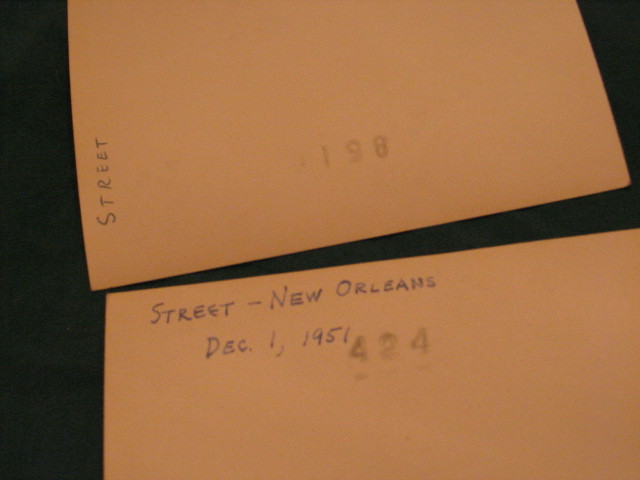 STREET
198
STREET - NEW ORLEANS
DEC. 1, 1951
424